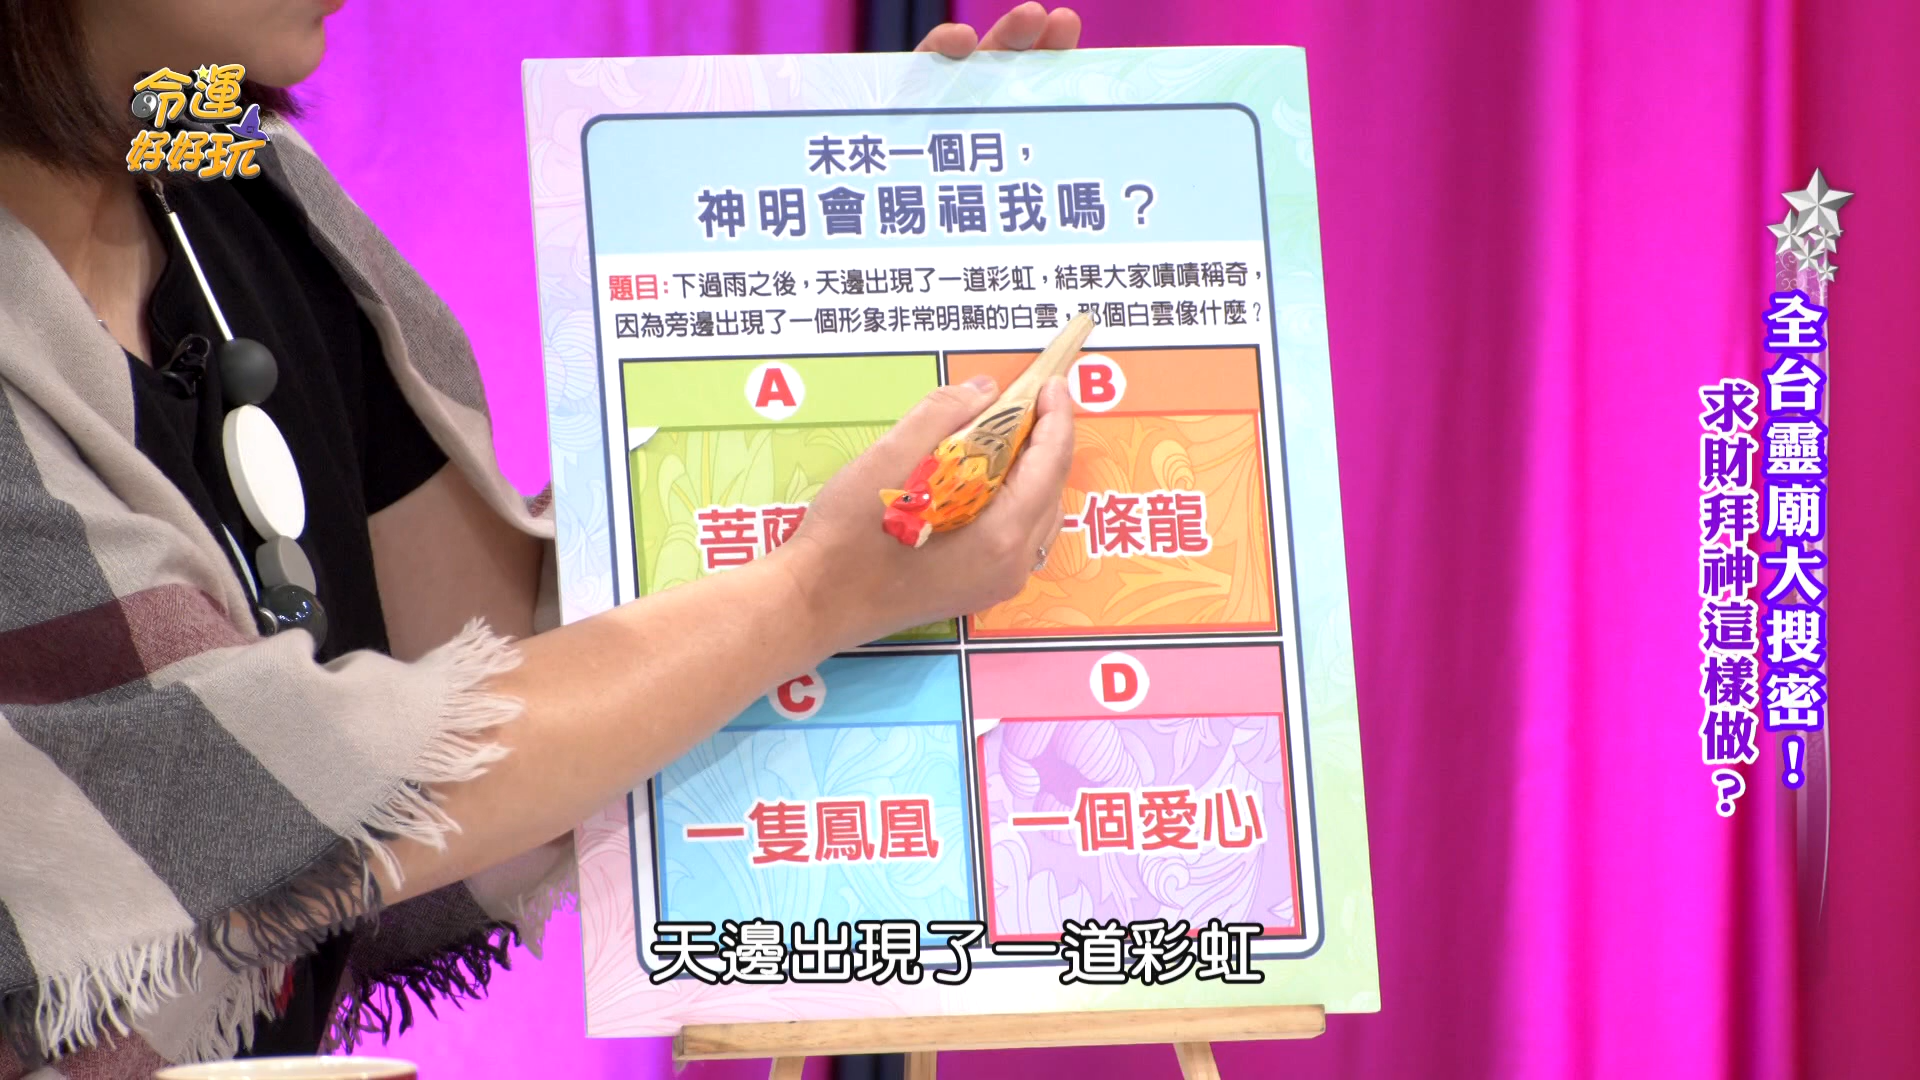 命運
好好玩
未來一個月，
神明會賜福我嗎？
題目：下過雨之後，天邊出現了一道彩虹，結果大家嘖嘖稱奇，
因為旁邊出現了一個形象非常明顯的白雲，那個白雲像什麼？
A
B
菩薩
一條龍
C
D
一隻鳳凰
一個愛心
天邊出現了一道彩虹
全台靈廟大搜密！
求財拜神這樣做？